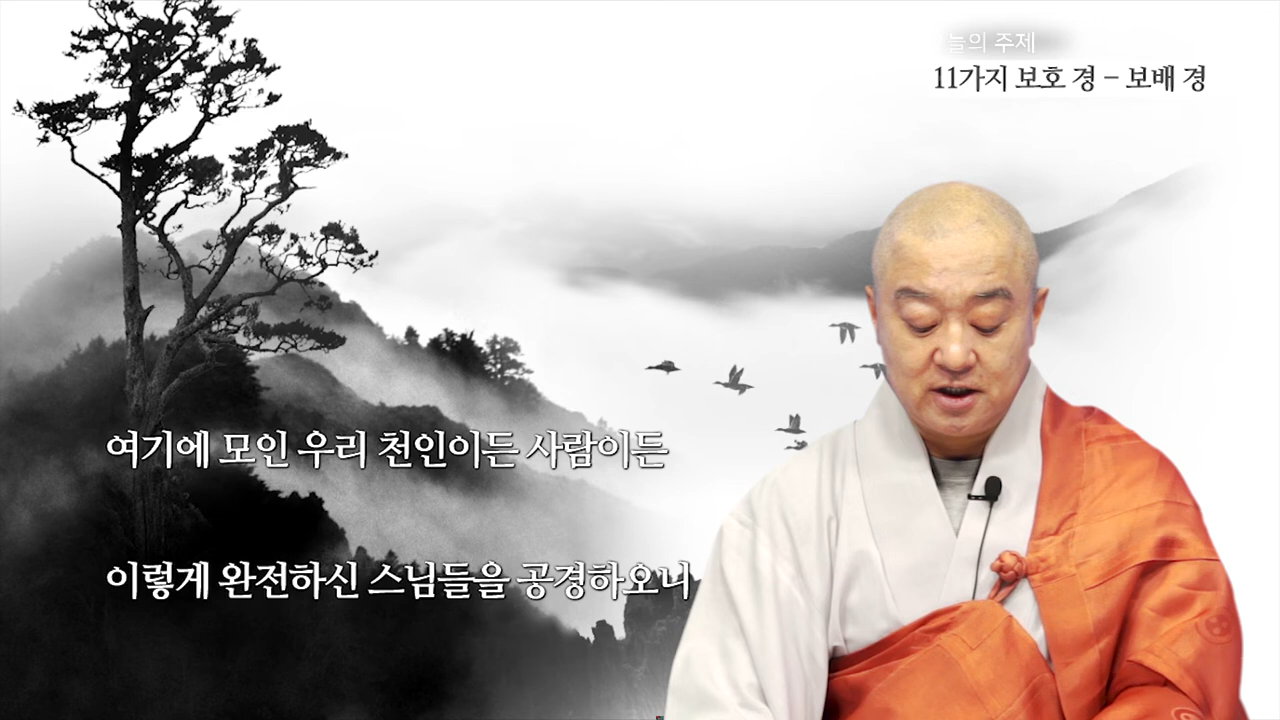 늘의 주제
11가지 보호 경 - 보배 경
여기에 모인 우리 천인이든 사람이든
이렇게 완전하신 스님들을 공경하오니